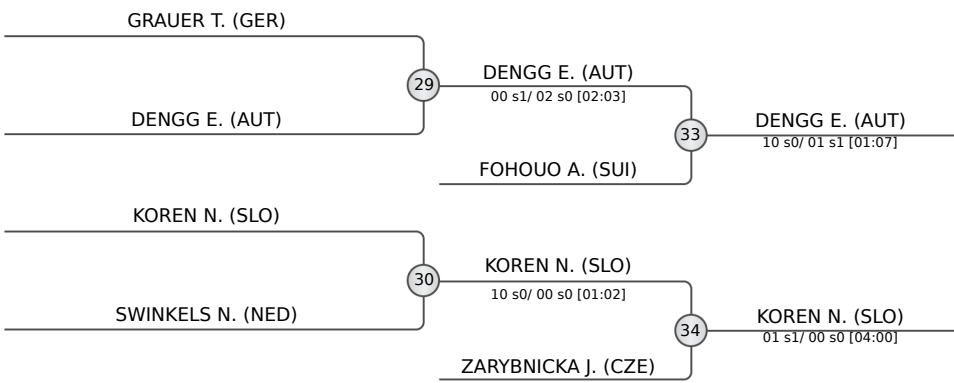 GRAUER T. (GER)
29
DENGG E. (AUT)
00 s1/ 02 s0 [02:03]
DENGG E. (AUT)
33
DENGG E. (AUT)
10 s0/ 01 s1 [01:07]
FOHOUO A. (SUI)
KOREN N. (SLO)
30
KOREN N. (SLO)
10 s0/ 00 s0 [01:02]
SWINKELS N. (NED)
34
KOREN N. (SLO)
01 s1/ 00 s0 [04:00]
ZARYBNICKA J. (CZE)